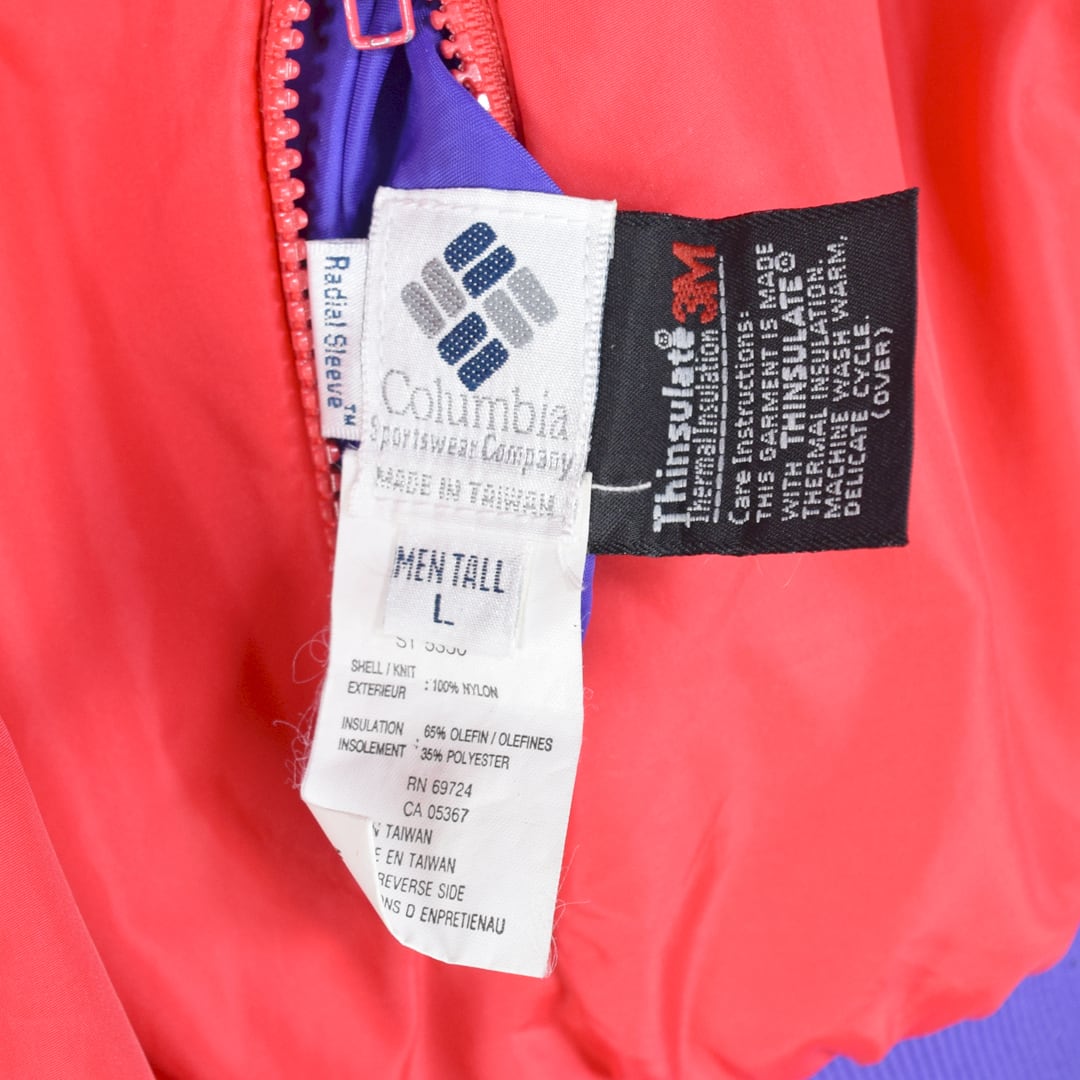 Radial Sleeve™
Columbia
Sportswear Company
MADE IN TAIWAN
MEN TALL
L
SHELL / KNIT
EXTERIEUR : 100% NYLON
INSULATION : 65% OLEFIN / OLEFINES
INSOLEMENT 35% POLYESTER
RN 69724
CA 05367
TAIWAN
EN TAIWAN
REVERSE SIDE
D ENPRETIENAU
3M
Thinsulate®
Thermal Insulation
Care Instructions:
THIS GARMENT IS MADE
WITH THINSULATE®
THERMAL INSULATION.
MACHINE WASH WARM,
DELICATE CYCLE.
(OVER)